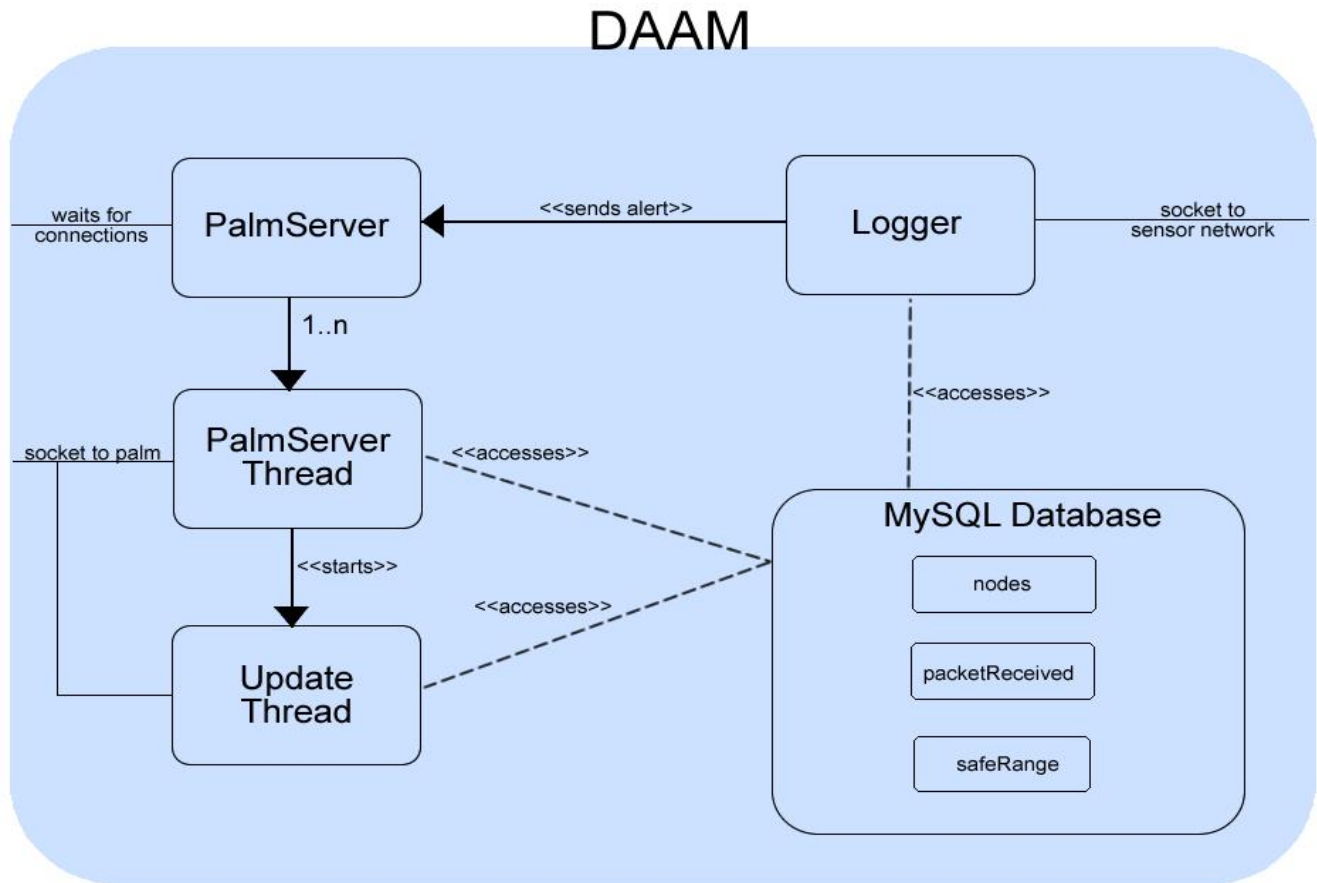 DAAM
PalmServer
<<sends alert>>
Logger
waits for
connections
socket to
sensor network
1..n
<<accesses>>
PalmServer
Thread
socket to palm
<<accesses>>
<<starts>>
<<accesses>>
Update
Thread
MySQL Database
nodes
packetReceived
safeRange